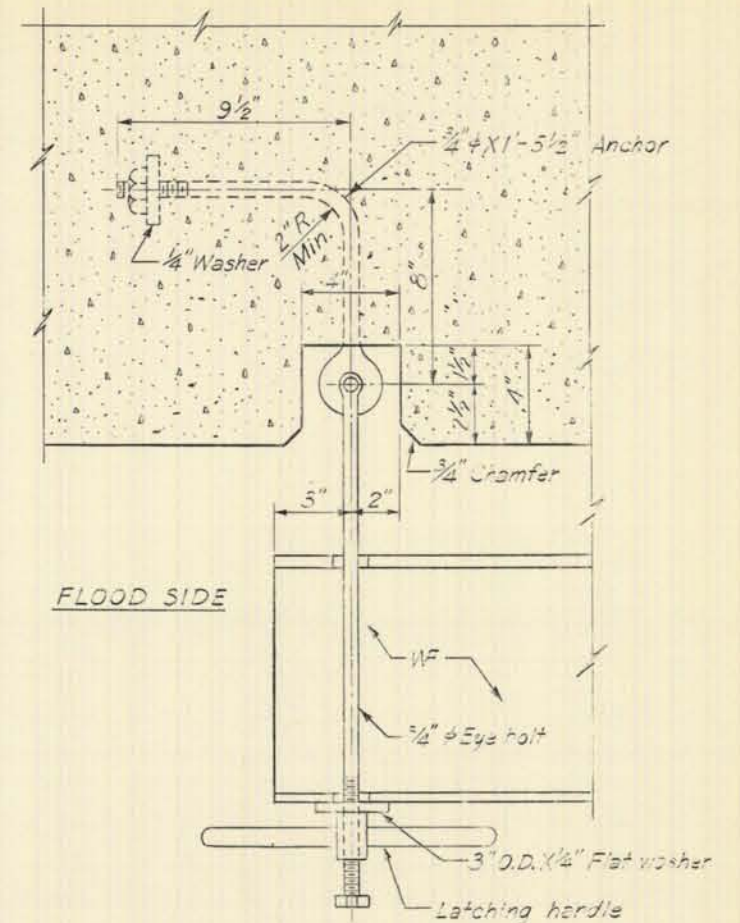 9½"
¾" ϕ X 1'-5½" Anchor
2" R.
Min.
¼" Washer
4"
8"
1½"
2½"
4"
¾" Chamfer
3"
2"
FLOOD SIDE
WF
¾" ϕ Eye bolt
3" O.D. X ¼" Flat washer
Latching handle